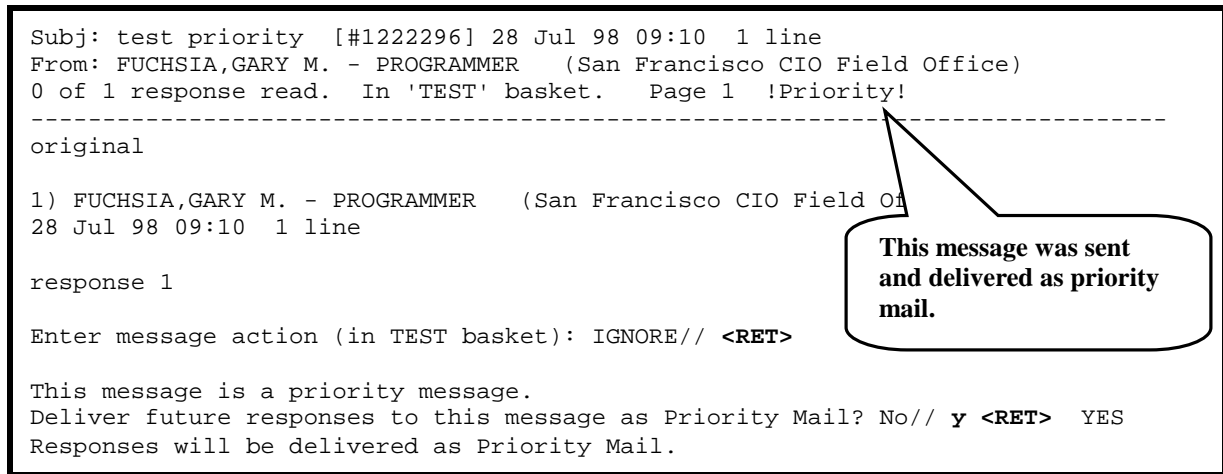 Subj: test priority  [#1222296] 28 Jul 98 09:10  1 line
From: FUCHSIA,GARY M. - PROGRAMMER   (San Francisco CIO Field Office)
0 of 1 response read.  In 'TEST' basket.   Page 1  !Priority!
-------------------------------------------------------------------------------
original
1) FUCHSIA,GARY M. - PROGRAMMER   (San Francisco CIO Field
28 Jul 98 09:10  1 line
response 1
This message was sent
and delivered as priority
mail.
Enter message action (in TEST basket): IGNORE// <RET>
This message is a priority message.
Deliver future responses to this message as Priority Mail? No// y <RET>  YES
Responses will be delivered as Priority Mail.